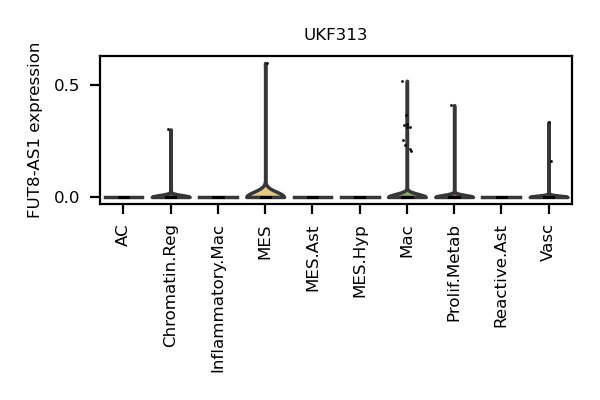 UKF313
FUT8-AS1 expression
0.5
0.0
AC
Chromatin.Reg
Inflammatory.Mac
MES
MES.Ast
MES.Hyp
Mac
Prolif.Metab
Reactive.Ast
Vasc